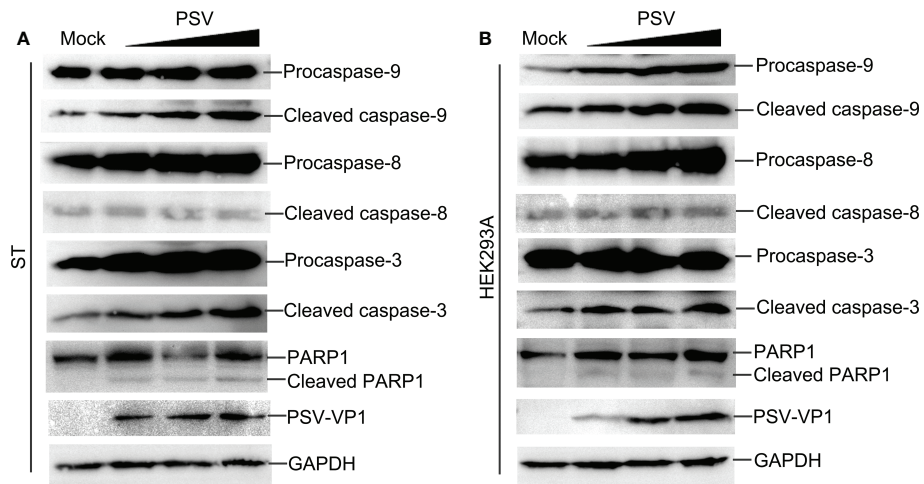 A
Mock
PSV
Procaspase-9
Cleaved caspase-9
Procaspase-8
Cleaved caspase-8
Procaspase-3
Cleaved caspase-3
PARP1
Cleaved PARP1
PSV-VP1
GAPDH
ST
B
Mock
PSV
Procaspase-9
Cleaved caspase-9
Procaspase-8
Cleaved caspase-8
Procaspase-3
Cleaved caspase-3
PARP1
Cleaved PARP1
PSV-VP1
GAPDH
HEK293A